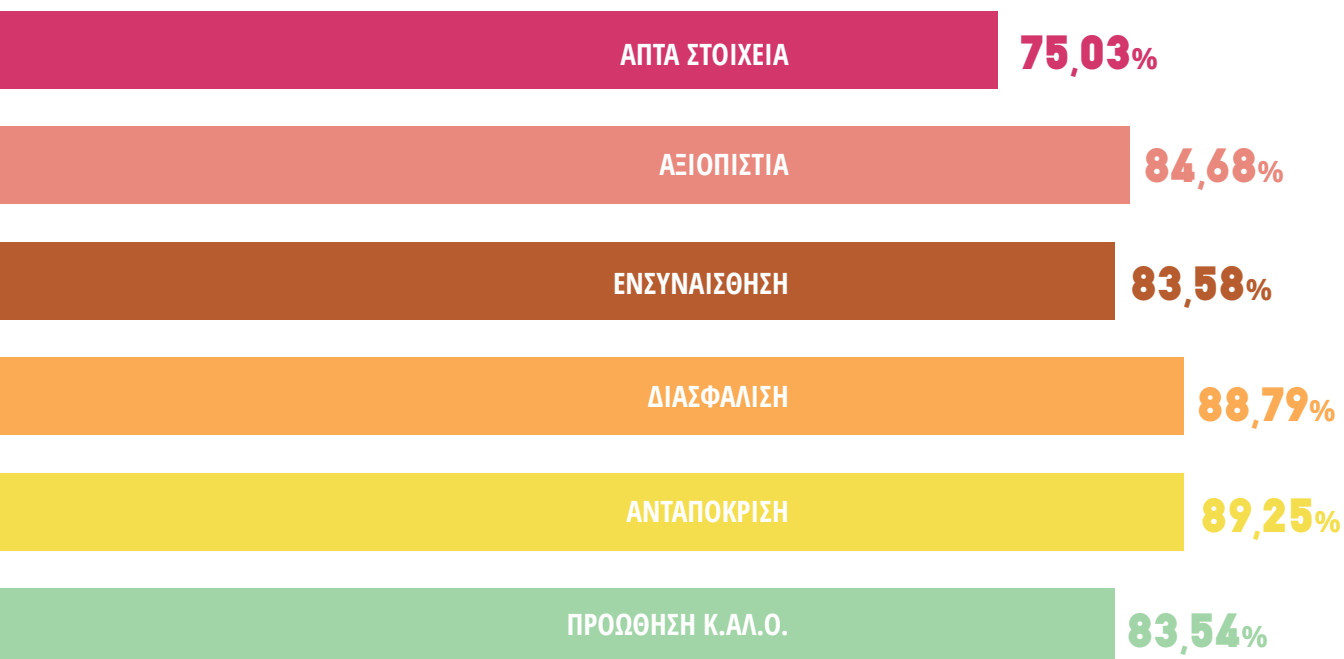 ΑΠΤΑ ΣΤΟΙΧΕΙΑ 75,03%
ΑΞΙΟΠΙΣΤΙΑ 84,68%
ΕΝΣΥΝΑΙΣΘΗΣΗ 83,58%
ΔΙΑΣΦΑΛΙΣΗ 88,79%
ΑΝΤΑΠΟΚΡΙΣΗ 89,25%
ΠΡΟΩΘΗΣΗ Κ.ΑΛ.Ο. 83,54%